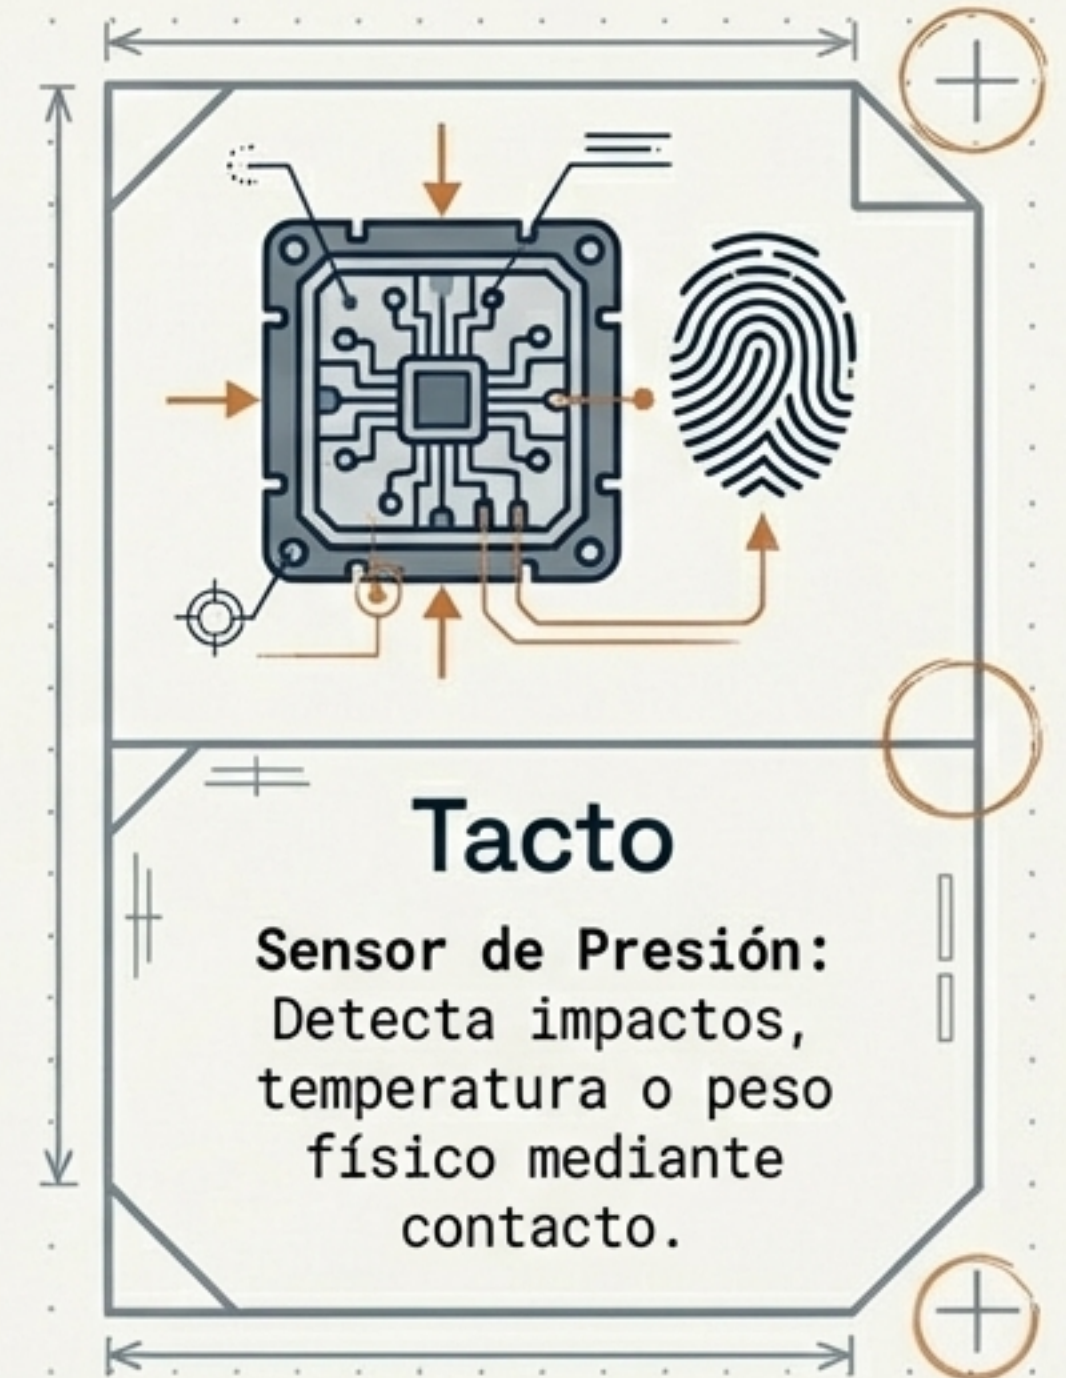 Tacto
Sensor de Presión:
Detecta impactos,
temperatura o peso
físico mediante
contacto.